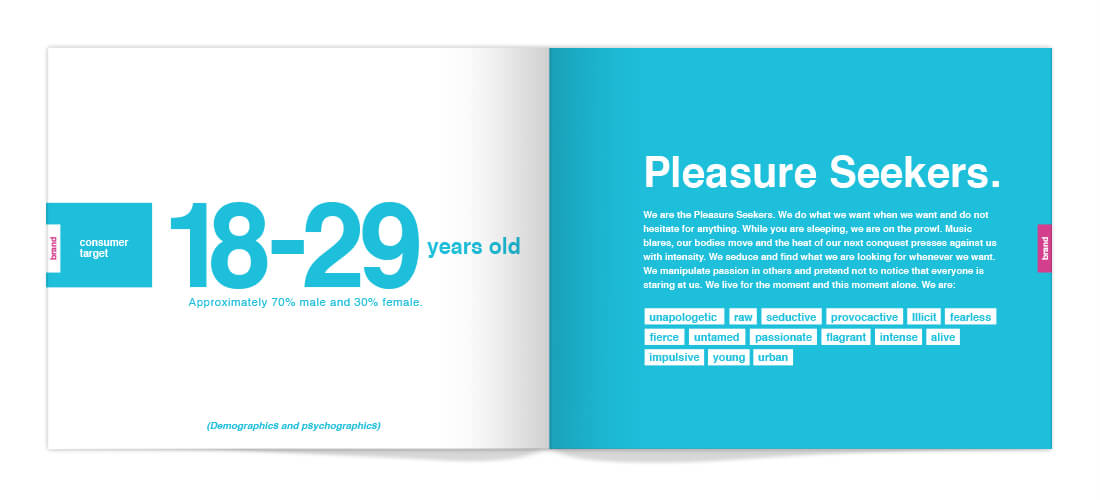 brand
consumer
target
18-29 years old
Approximately 70% male and 30% female.
(Demographics and psychographics)
Pleasure Seekers.
We are the Pleasure Seekers. We do what we want when we want and do not
hesitate for anything. While you are sleeping, we are on the prowl. Music
blares, our bodies move and the heat of our next conquest presses against us
with intensity. We seduce and find what we are looking for whenever we want.
We manipulate passion in others and pretend not to notice that everyone is
staring at us. We live for the moment and this moment alone. We are:
unapologetic raw seductive provocactive Illicit fearless
fierce untamed passionate flagrant intense alive
impulsive young urban
brand